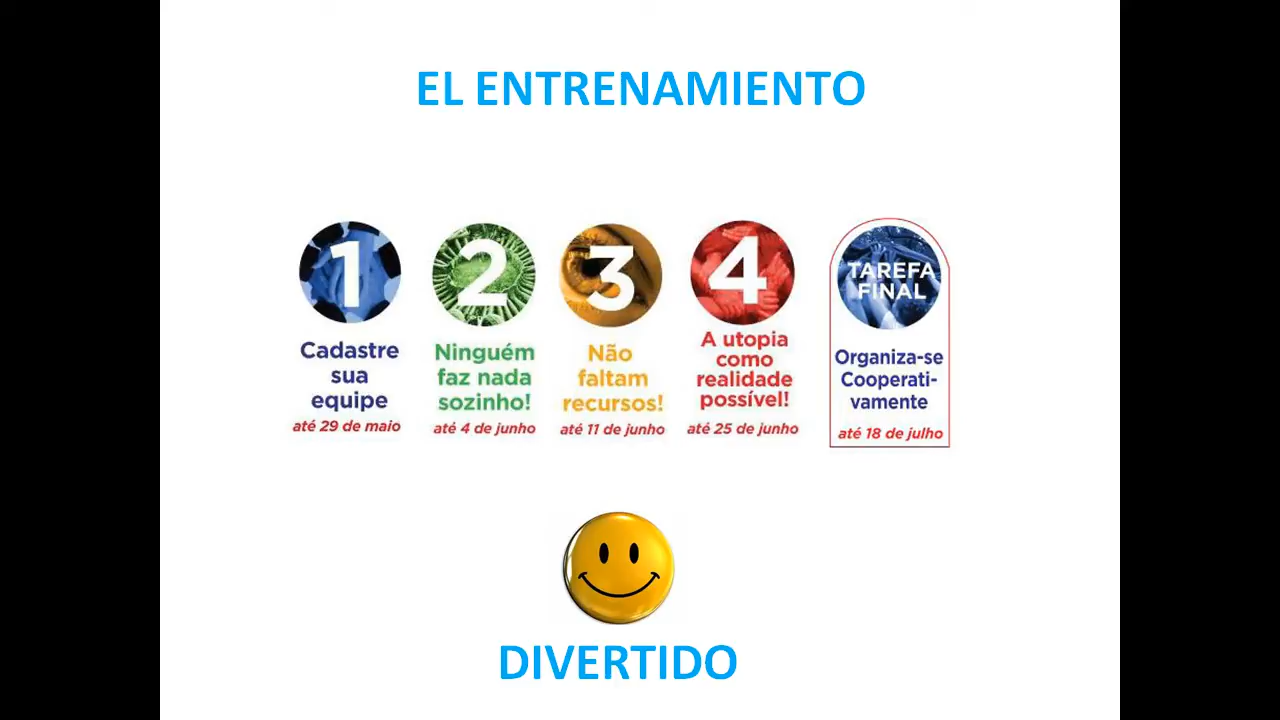 EL ENTRENAMIENTO
1
Cadastre
sua
equipe
até 29 de maio
2
Ninguém
faz nada
sozinho!
até 4 de junho
3
Não
faltam
recursos!
até 11 de junho
4
A utopia
como
realidade
possível!
até 25 de junho
TAREFA
FINAL
Organiza-se
Cooperati-
vamente
até 18 de julho
DIVERTIDO